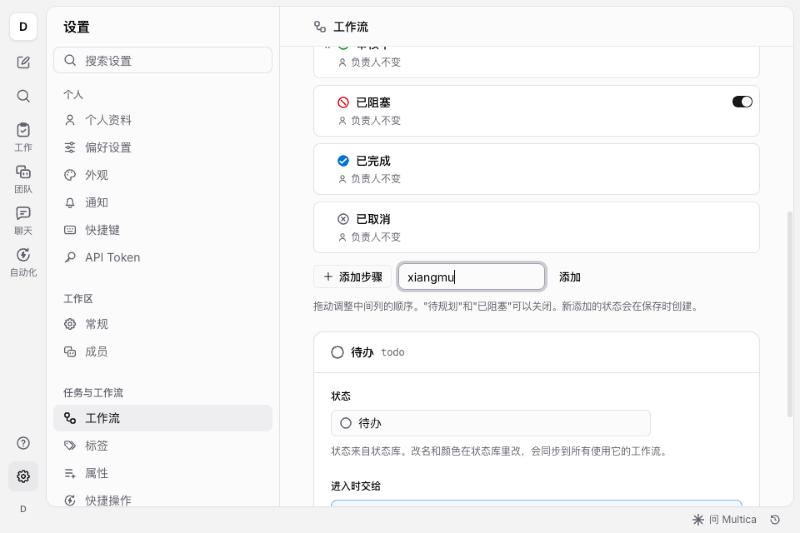 D
设置
搜索设置
个人
个人资料
偏好设置
外观
通知
快捷键
API Token
工作区
常规
成员
任务与工作流
工作流
标签
属性
快捷操作
工作
团队
聊天
自动化
D
工作流
负责人不变
已阻塞
负责人不变
已完成
负责人不变
已取消
负责人不变
添加步骤
xiangmu
添加
拖动调整中间列的顺序。"待规划"和"已阻塞"可以关闭。新添加的状态会在保存时创建。
待办 todo
状态
待办
状态来自状态库。改名和颜色在状态库里改，会同步到所有使用它的工作流。
进入时交给
问 Multica